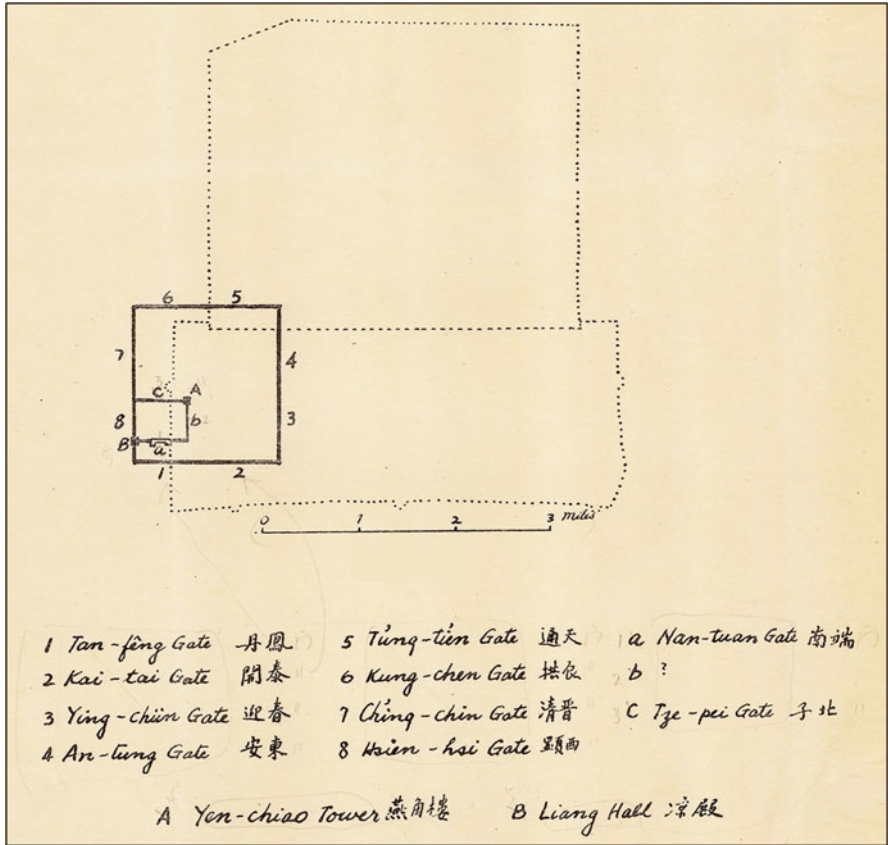 6 5
7 4
C A
8 b 3
B a
1 2
0 1 2 3 miles
1 Tan-fêng Gate 丹鳳 5 Tʻung-tʻien Gate 通天 a Nan-tuan Gate 南端
2 Kai-tai Gate 開泰 6 Kung-chen Gate 拱辰 b ?
3 Ying-chün Gate 迎春 7 Chʻing-chin Gate 清晋 C Tze-pei Gate 子北
4 An-tung Gate 安東 8 Hsien-hsi Gate 顯西
A Yen-chiao Tower 燕角樓 B Liang Hall 凉殿